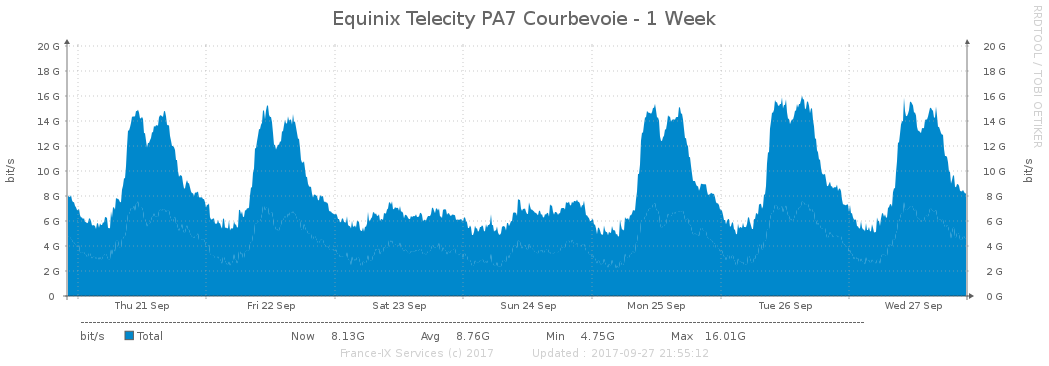 Equinix Telecity PA7 Courbevoie - 1 Week
RRDTOOL / TOBI OETIKER
bit/s
20 G 20 G
18 G 18 G
16 G 16 G
14 G 14 G
12 G 12 G
10 G 10 G
8 G 8 G
6 G 6 G
4 G 4 G
2 G 2 G
0 0 G
bit/s
Thu 21 Sep Fri 22 Sep Sat 23 Sep Sun 24 Sep Mon 25 Sep Tue 26 Sep Wed 27 Sep
bit/s Total Now 8.13G Avg 8.76G Min 4.75G Max 16.01G
France-IX Services (c) 2017 Updated : 2017-09-27 21:55:12